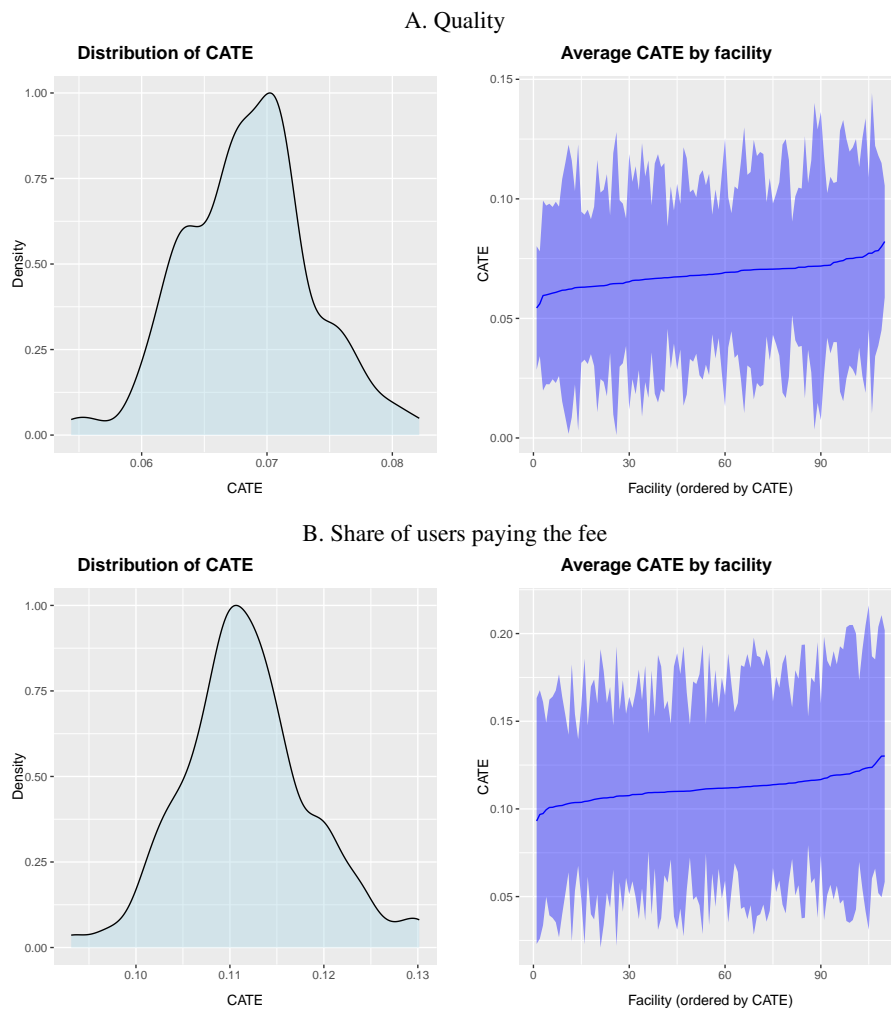 A. Quality
Distribution of CATE
Average CATE by facility
1.00
0.75
0.50
0.25
0.00
Density
0.06 0.07 0.08
CATE
0.15
0.10
0.05
0.00
CATE
0 30 60 90
Facility (ordered by CATE)
B. Share of users paying the fee
Distribution of CATE
Average CATE by facility
1.00
0.75
0.50
0.25
0.00
Density
0.10 0.11 0.12 0.13
CATE
0.20
0.15
0.10
0.05
CATE
0 30 60 90
Facility (ordered by CATE)